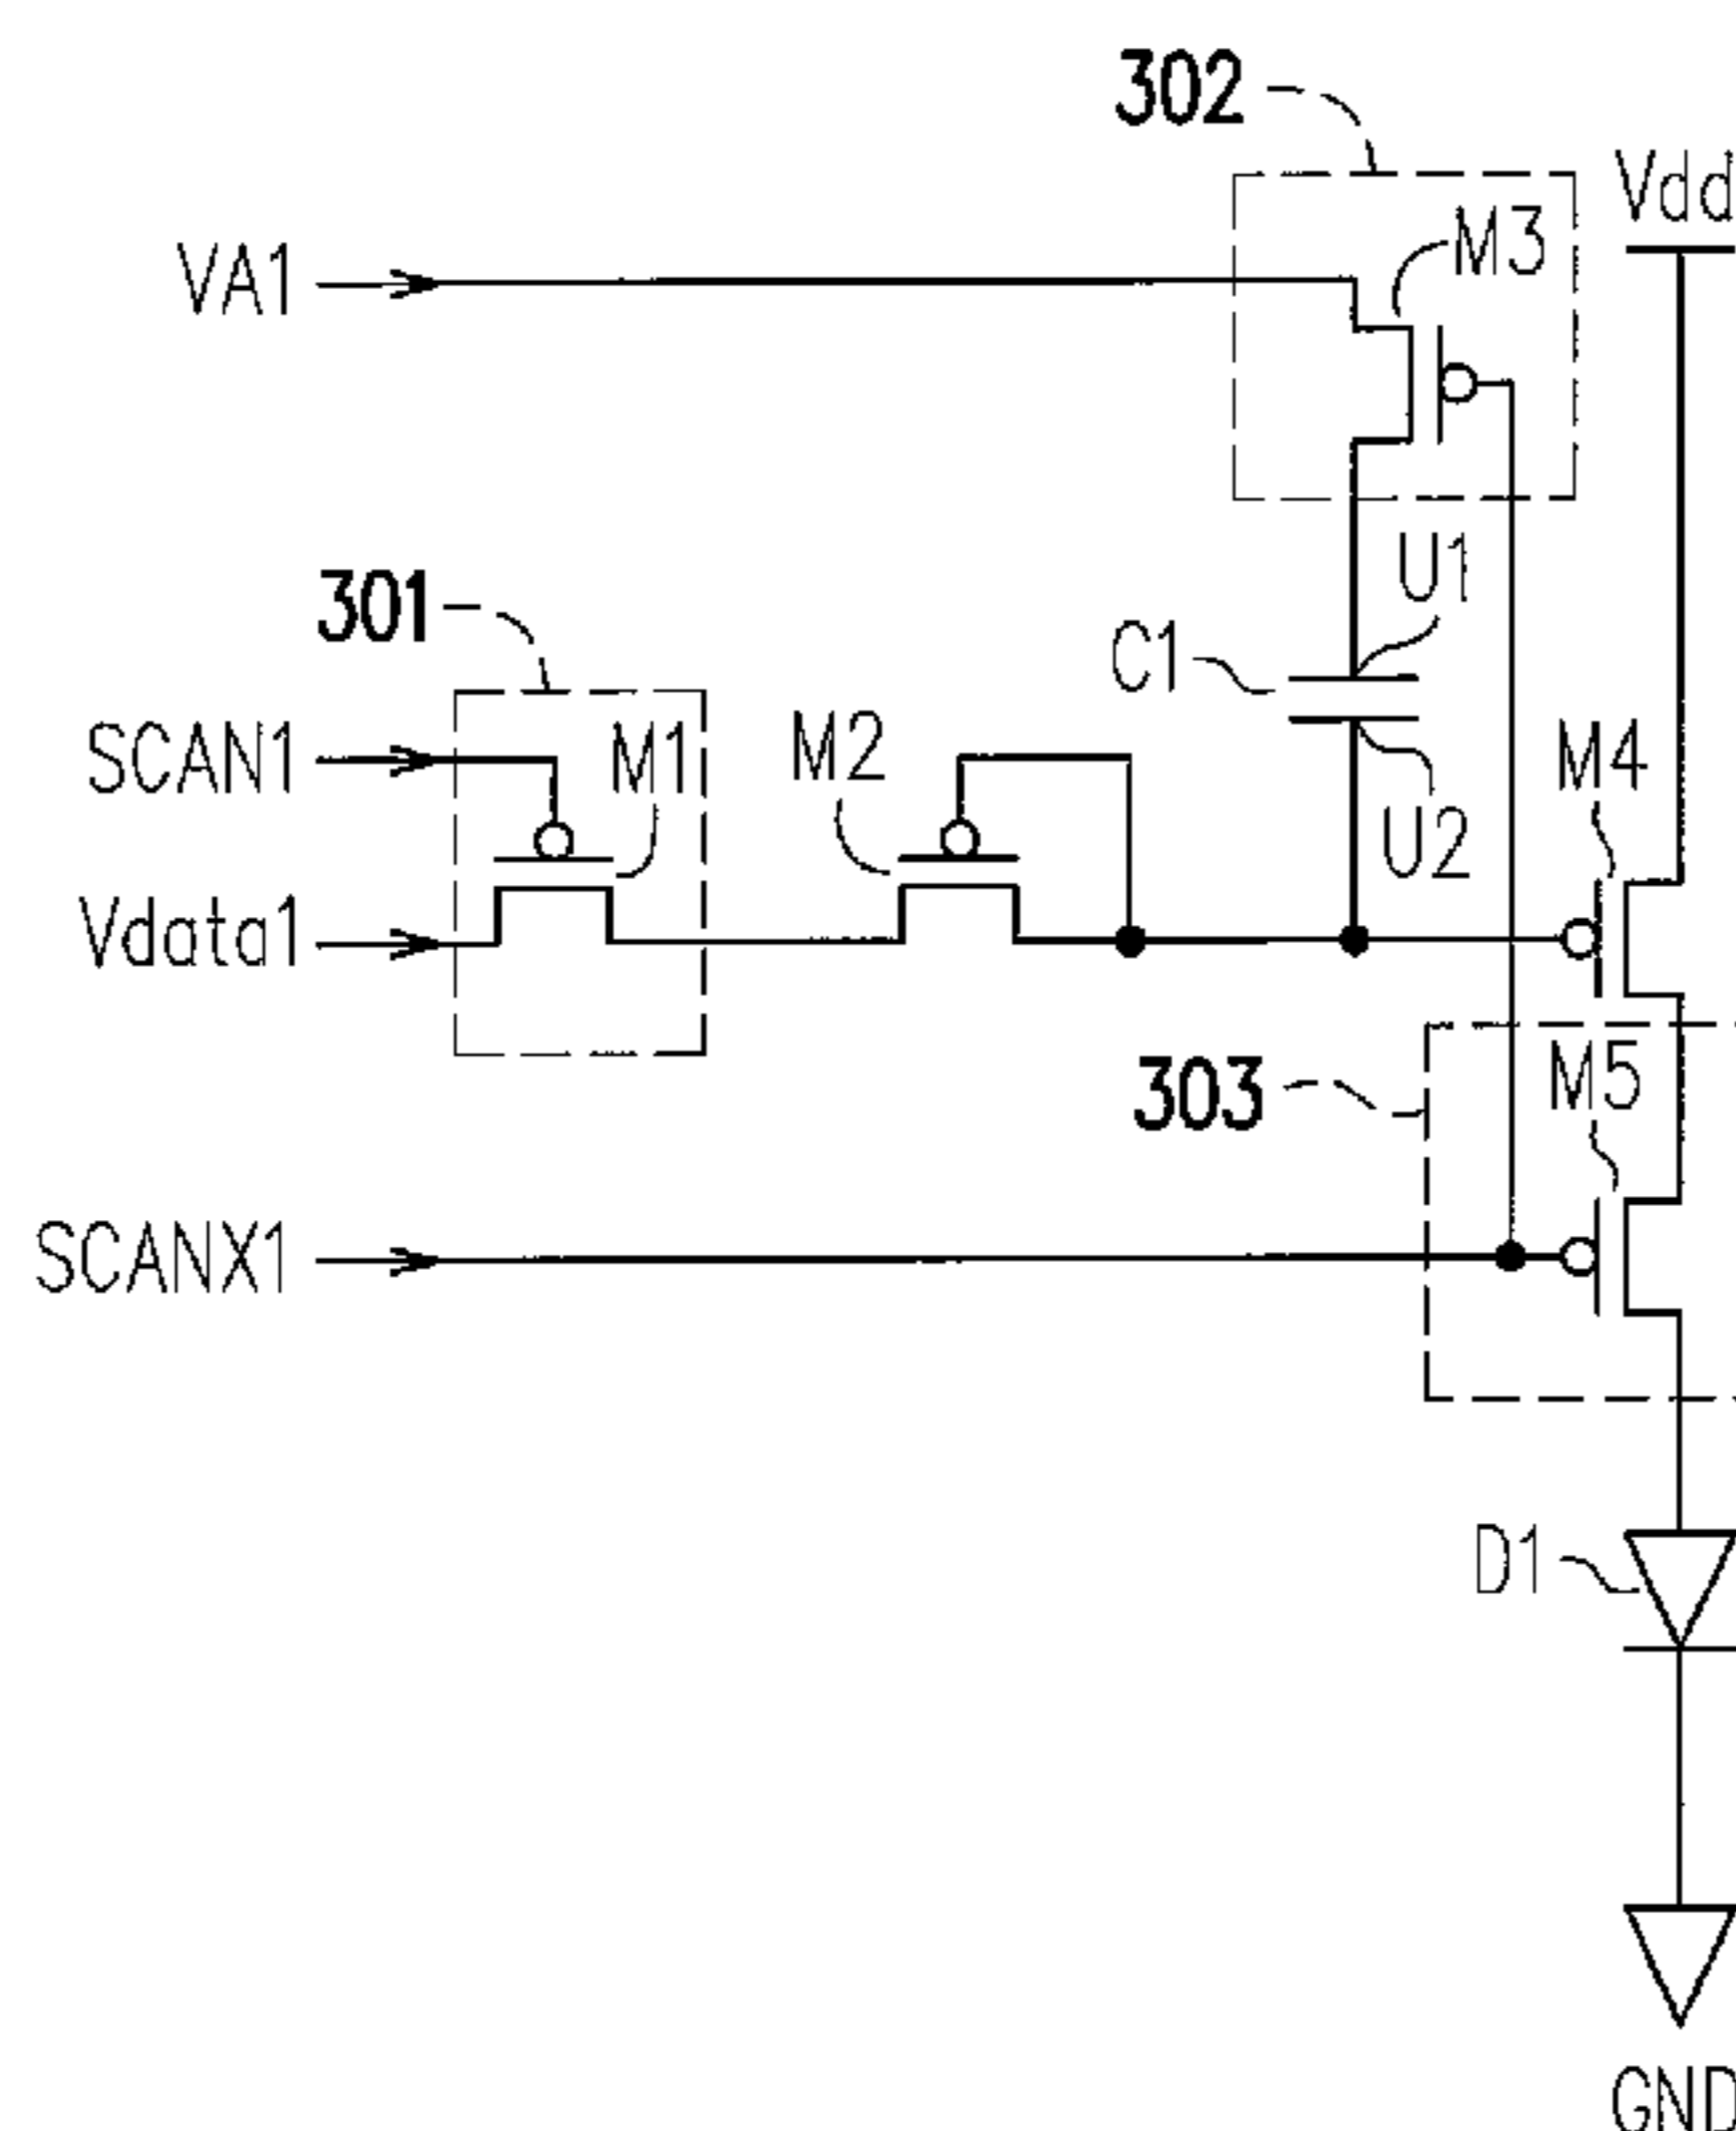 302
Vdd
M3
VA1
U1
301
C1
SCAN1
M1
M2
M4
U2
Vdata1
303
M5
SCANX1
D1
GND